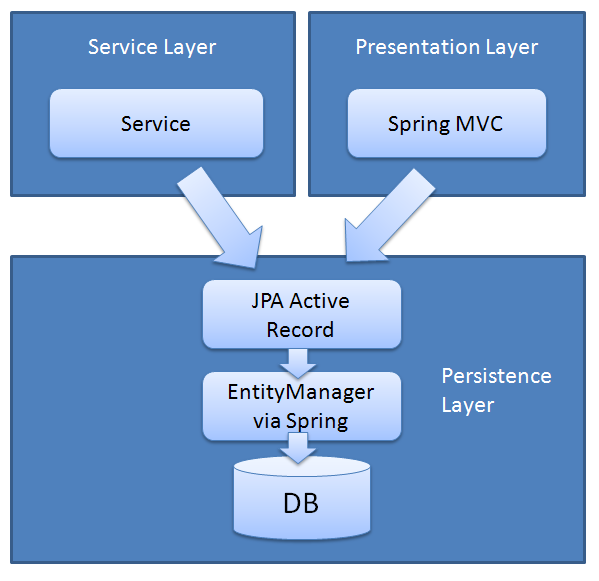 Service Layer
Service
Presentation Layer
Spring MVC
JPA Active
Record
EntityManager
via Spring
Persistence
Layer
DB